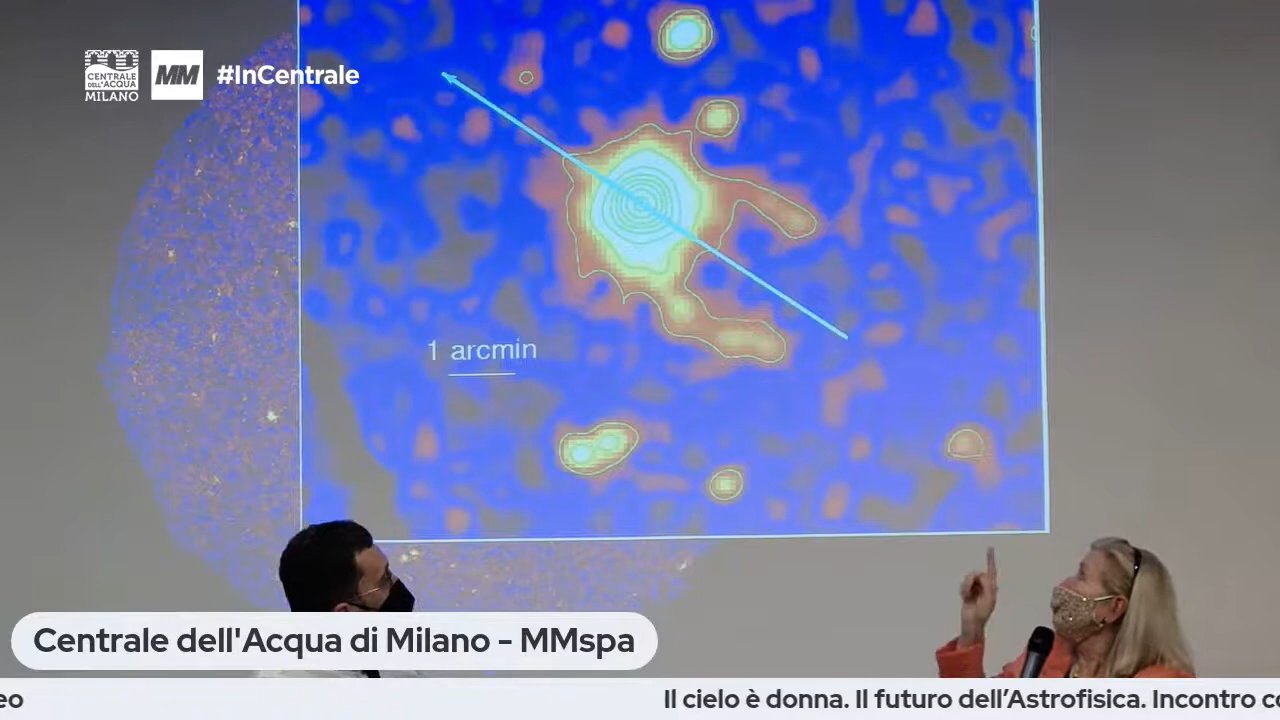 CENTRALE
DELL'ACQUA
MILANO
MM
#InCentrale
1 arcmin
Centrale dell'Acqua di Milano - MMspa
eo
Il cielo è donna. Il futuro dell’Astrofisica. Incontro co